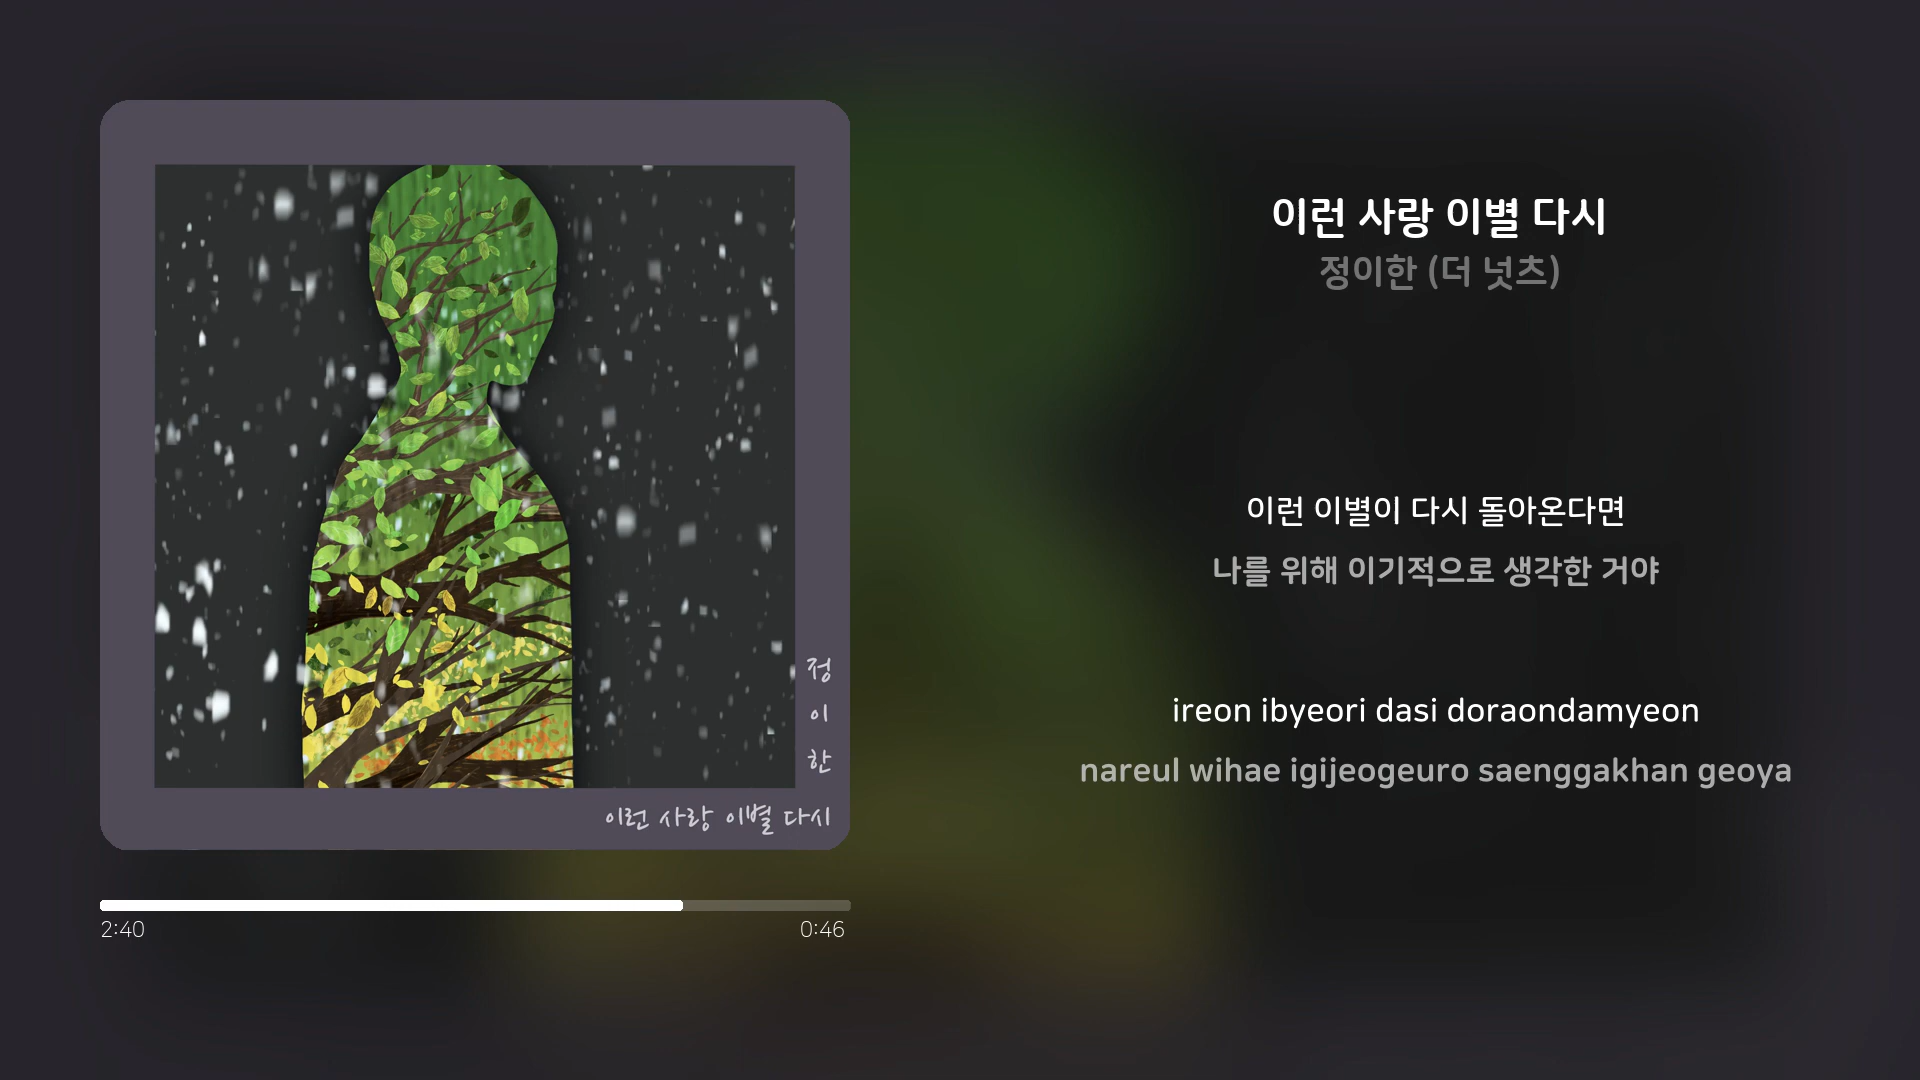 정
이
한
이런 사랑 이별 다시
2:40
0:46
이런 사랑 이별 다시
정이한 (더 넛츠)
이런 이별이 다시 돌아온다면
나를 위해 이기적으로 생각한 거야
ireon ibyeori dasi doraondamyeon
nareul wihae igijeogeuro saenggakhan geoya